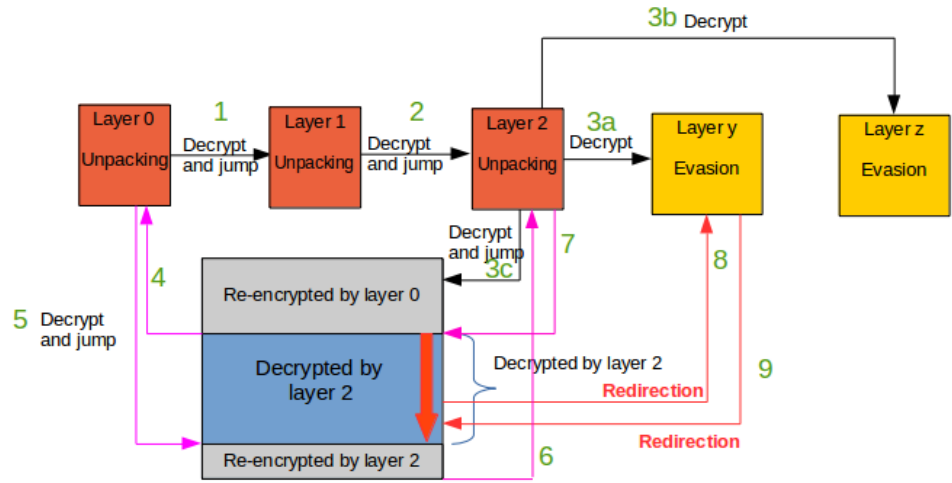 3b Decrypt
1
2
3a
Layer 0
Unpacking
Decrypt
and jump
Layer 1
Unpacking
Decrypt
and jump
Layer 2
Unpacking
Decrypt
Layer y
Evasion
Layer z
Evasion
Decrypt
and jump
3c
7
8
4
Re-encrypted by layer 0
5 Decrypt
and jump
Decrypted by
layer 2
Decrypted by layer 2
9
Redirection
Redirection
Re-encrypted by layer 2
6